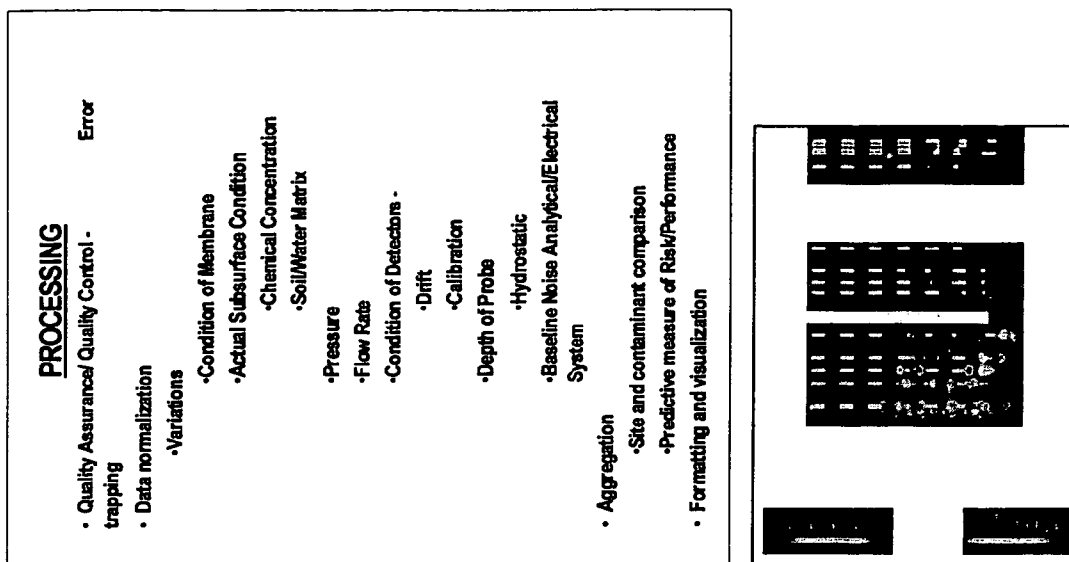 PROCESSING
• Quality Assurance/ Quality Control - Error
trapping
• Data normalization
•Variations
•Condition of Membrane
•Actual Subsurface Condition
•Chemical Concentration
•Soil/Water Matrix
•Pressure
•Flow Rate
•Condition of Detectors -
•Drift
•Calibration
•Depth of Probe
•Hydrostatic
•Baseline Noise Analytical/Electrical
System
• Aggregation
•Site and contaminant comparison
•Predictive measure of Risk/Performance
• Formatting and visualization